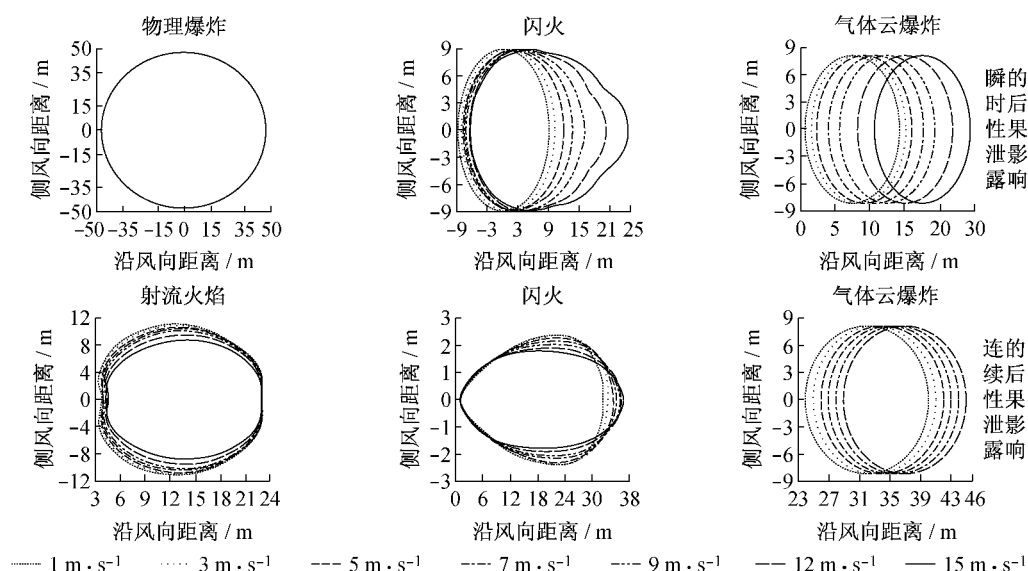 物理爆炸
侧风向距离 / m
50
35
15
0
−15
−35
−50
−50 −35 −15 0 15 35 50
沿风向距离 / m
闪火
侧风向距离 / m
9
6
3
0
−3
−6
−9
−9 −3 3 9 15 21 25
沿风向距离 / m
气体云爆炸
侧风向距离 / m
9
6
3
0
−3
−6
−9
0 5 10 15 20 25 30
沿风向距离 / m
瞬时性泄露
的后果影响
射流火焰
侧风向距离 / m
12
8
4
0
−4
−8
−12
3 6 9 12 15 18 21 24
沿风向距离 / m
闪火
侧风向距离 / m
3
2
1
0
−1
−2
−3
0 6 12 18 24 30 38
沿风向距离 / m
气体云爆炸
侧风向距离 / m
9
6
3
0
−3
−6
−9
23 27 31 35 39 43 46
沿风向距离 / m
连续性泄露
的后果影响
1 m·s⁻¹ 3 m·s⁻¹ 5 m·s⁻¹ 7 m·s⁻¹ 9 m·s⁻¹ 12 m·s⁻¹ 15 m·s⁻¹